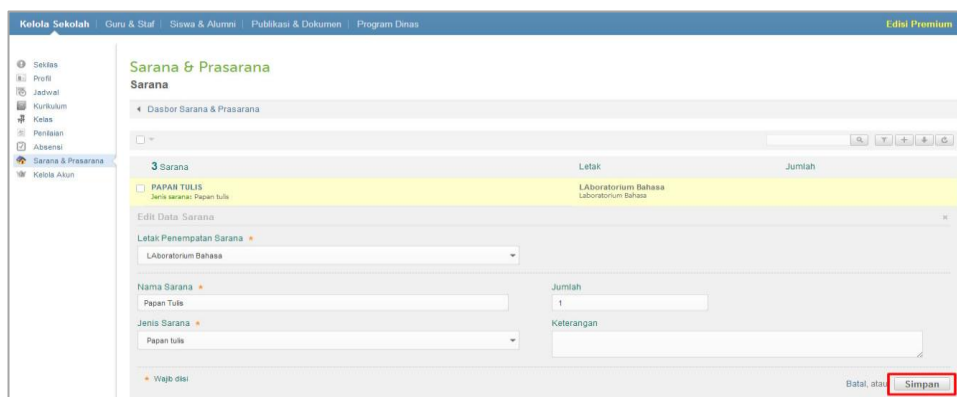 Kelola Sekolah | Guru & Staf | Siswa & Alumni | Publikasi & Dokumen | Program Dinas Edisi Premium
Sekilas
Profil
Jadwal
Kurikulum
Kelas
Penilaian
Absensi
Sarana & Prasarana
Kelola Akun
Sarana & Prasarana
Sarana
Dasbor Sarana & Prasarana
3 Sarana Letak Jumlah
PAPAN TULIS LAboratorium Bahasa
Jenis sarana: Papan tulis Laboratorium Bahasa
Edit Data Sarana ×
Letak Penempatan Sarana *
LAboratorium Bahasa
Nama Sarana * Jumlah
Papan Tulis 1
Jenis Sarana * Keterangan
Papan tulis
* Wajib diisi
Batal, atau Simpan